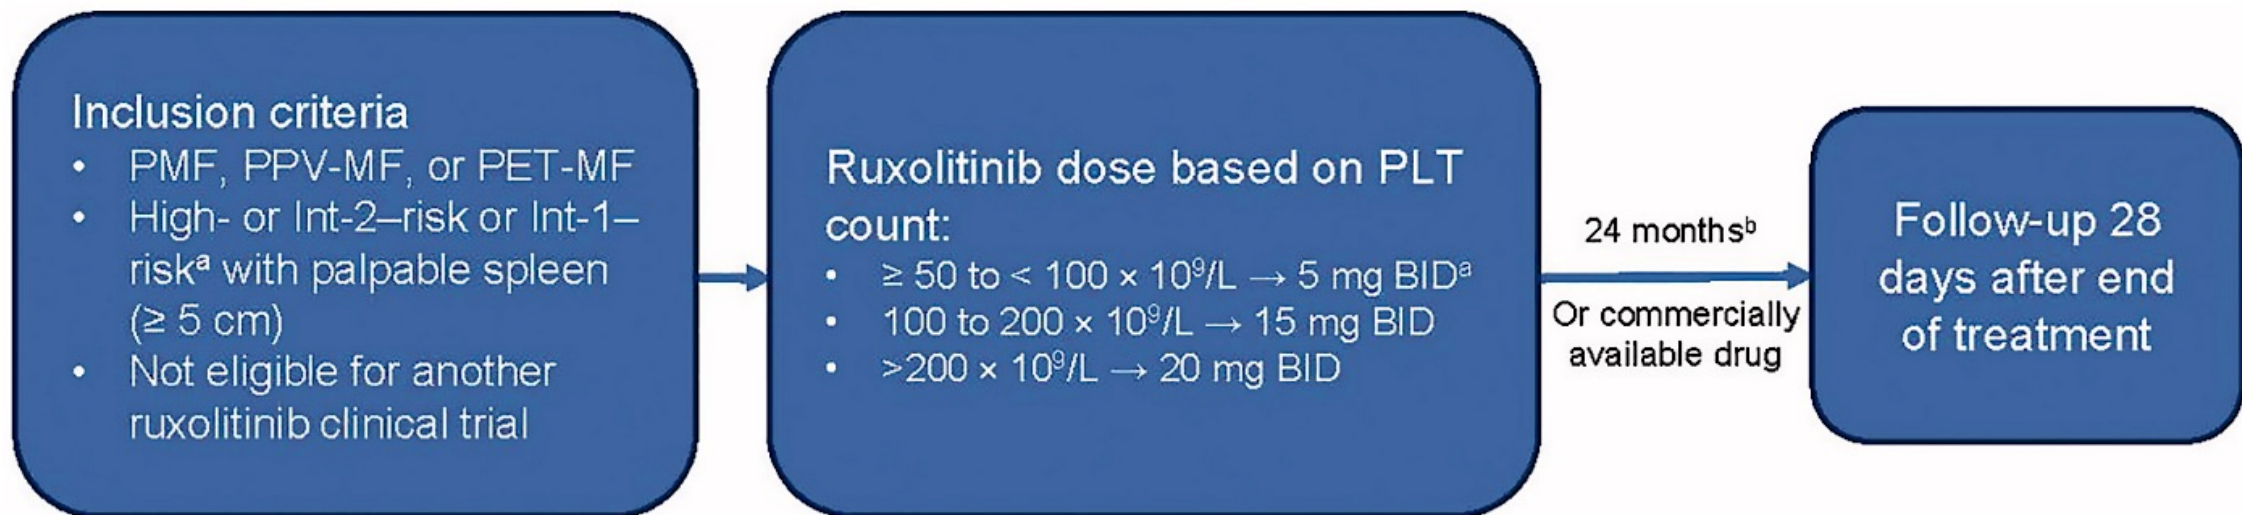 Inclusion criteria
• PMF, PPV-MF, or PET-MF
• High- or Int-2–risk or Int-1–
riskᵃ with palpable spleen
(≥ 5 cm)
• Not eligible for another
ruxolitinib clinical trial
Ruxolitinib dose based on PLT
count:
• ≥ 50 to < 100 × 10⁹/L → 5 mg BIDᵃ
• 100 to 200 × 10⁹/L → 15 mg BID
• >200 × 10⁹/L → 20 mg BID
24 monthsᵇ
Or commercially
available drug
Follow-up 28
days after end
of treatment